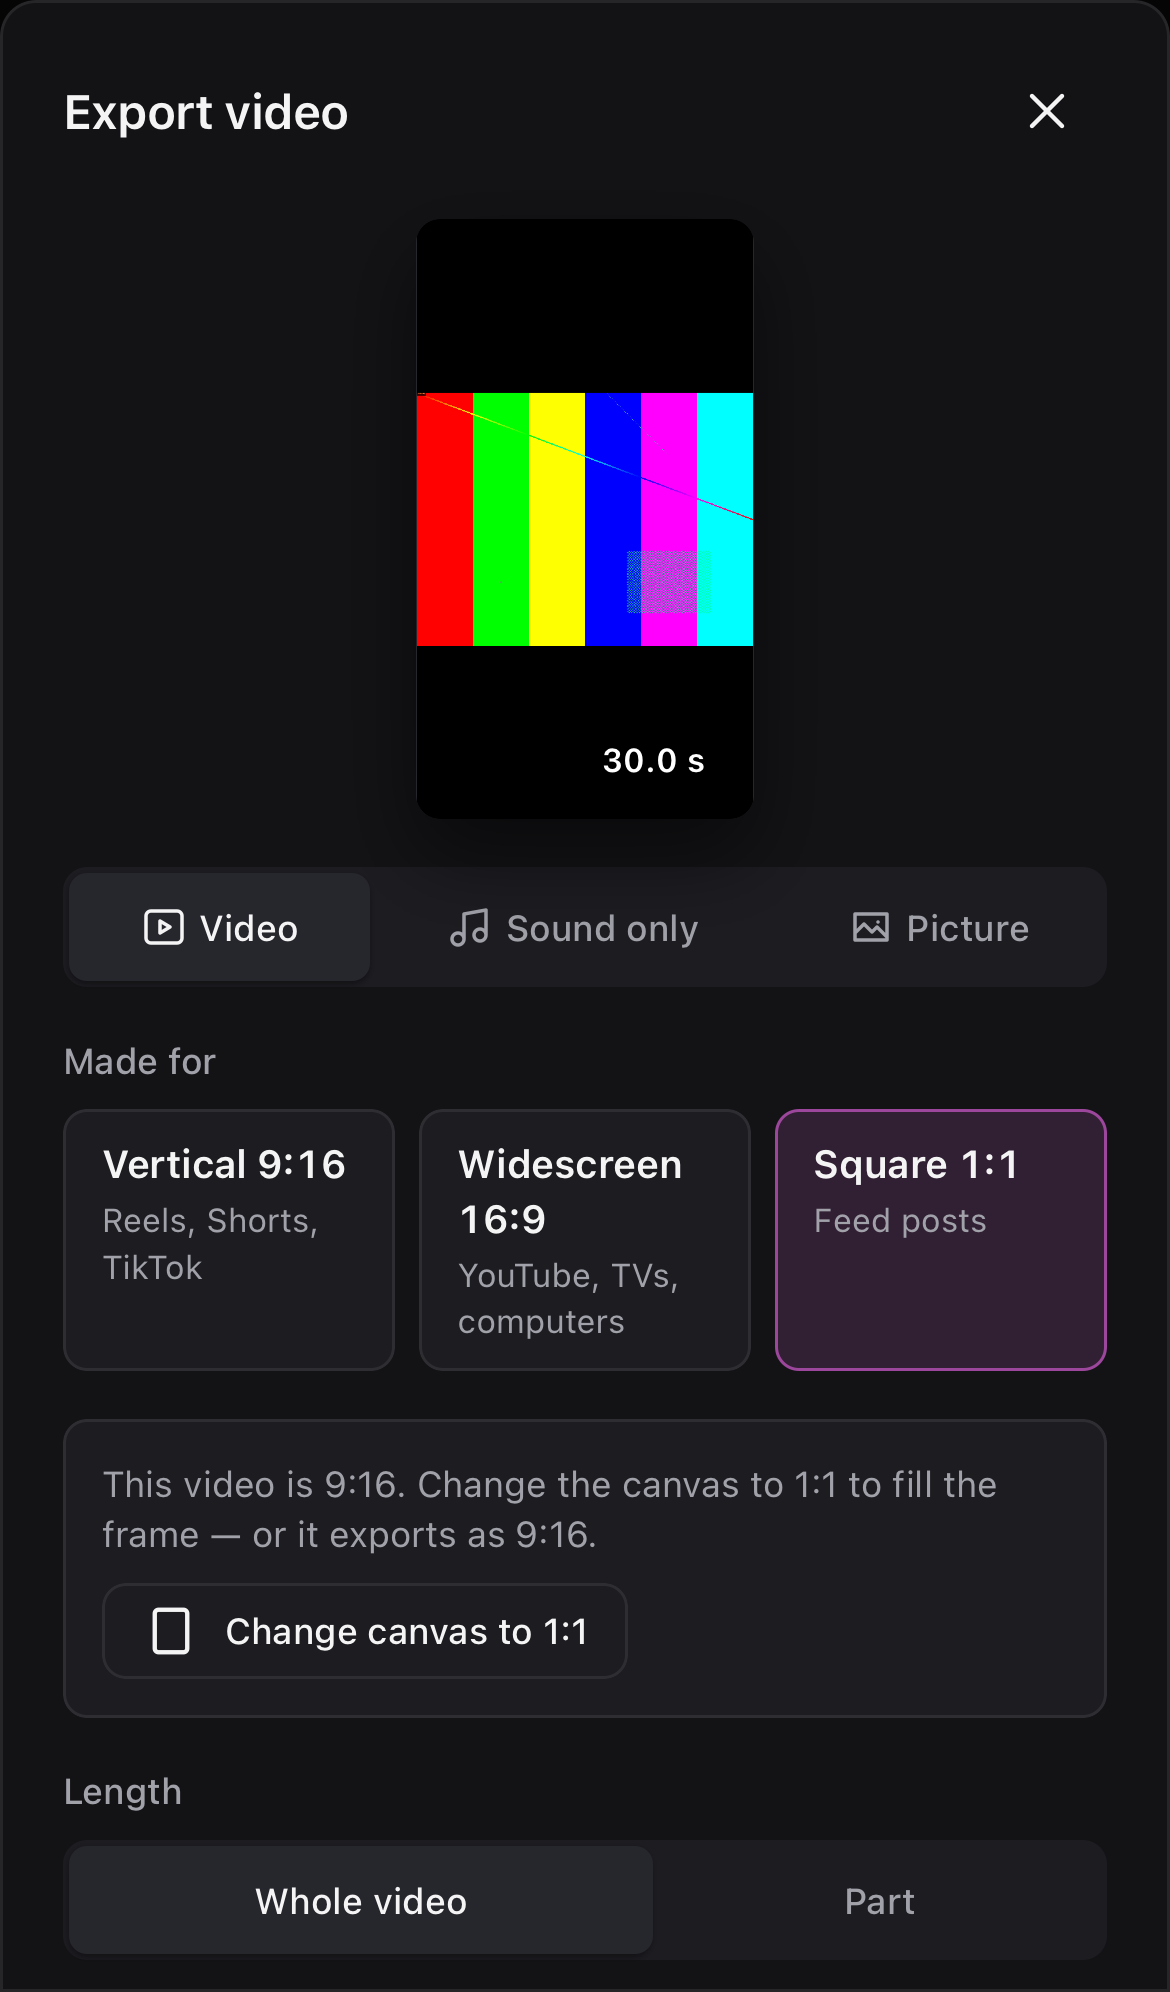 Export video
30.0 s
Video
Sound only
Picture
Made for
Vertical 9:16
Reels, Shorts,
TikTok
Widescreen
16:9
YouTube, TVs,
computers
Square 1:1
Feed posts
This video is 9:16. Change the canvas to 1:1 to fill the
frame — or it exports as 9:16.
Change canvas to 1:1
Length
Whole video
Part